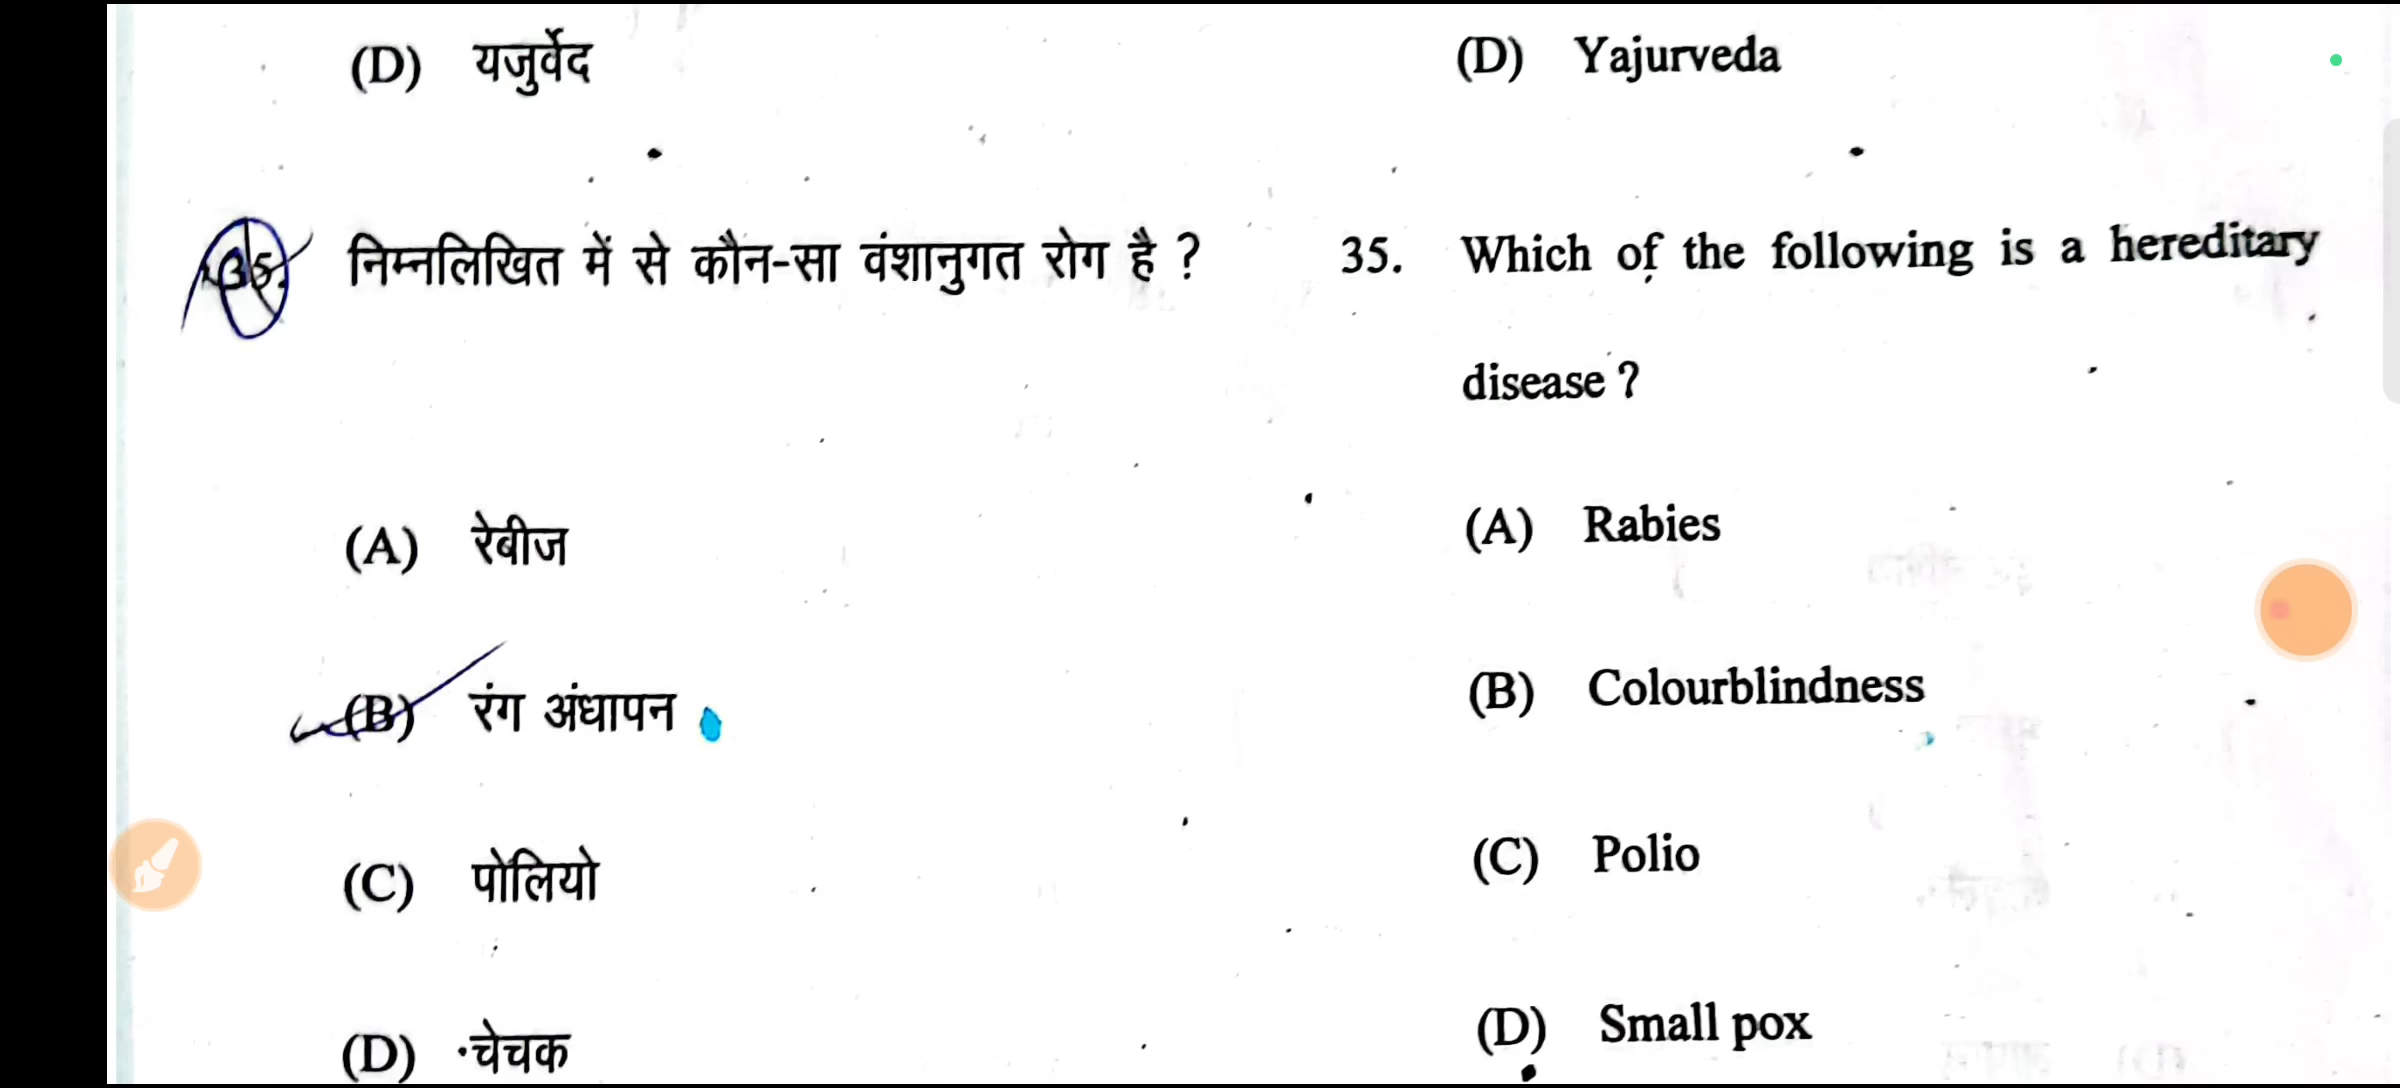 (D) यजुर्वेद
35. निम्नलिखित में से कौन-सा वंशानुगत रोग है ?
(A) रेबीज
(B) रंग अंधापन
(C) पोलियो
(D) चेचक
(D) Yajurveda
35. Which of the following is a hereditary
disease ?
(A) Rabies
(B) Colourblindness
(C) Polio
(D) Small pox